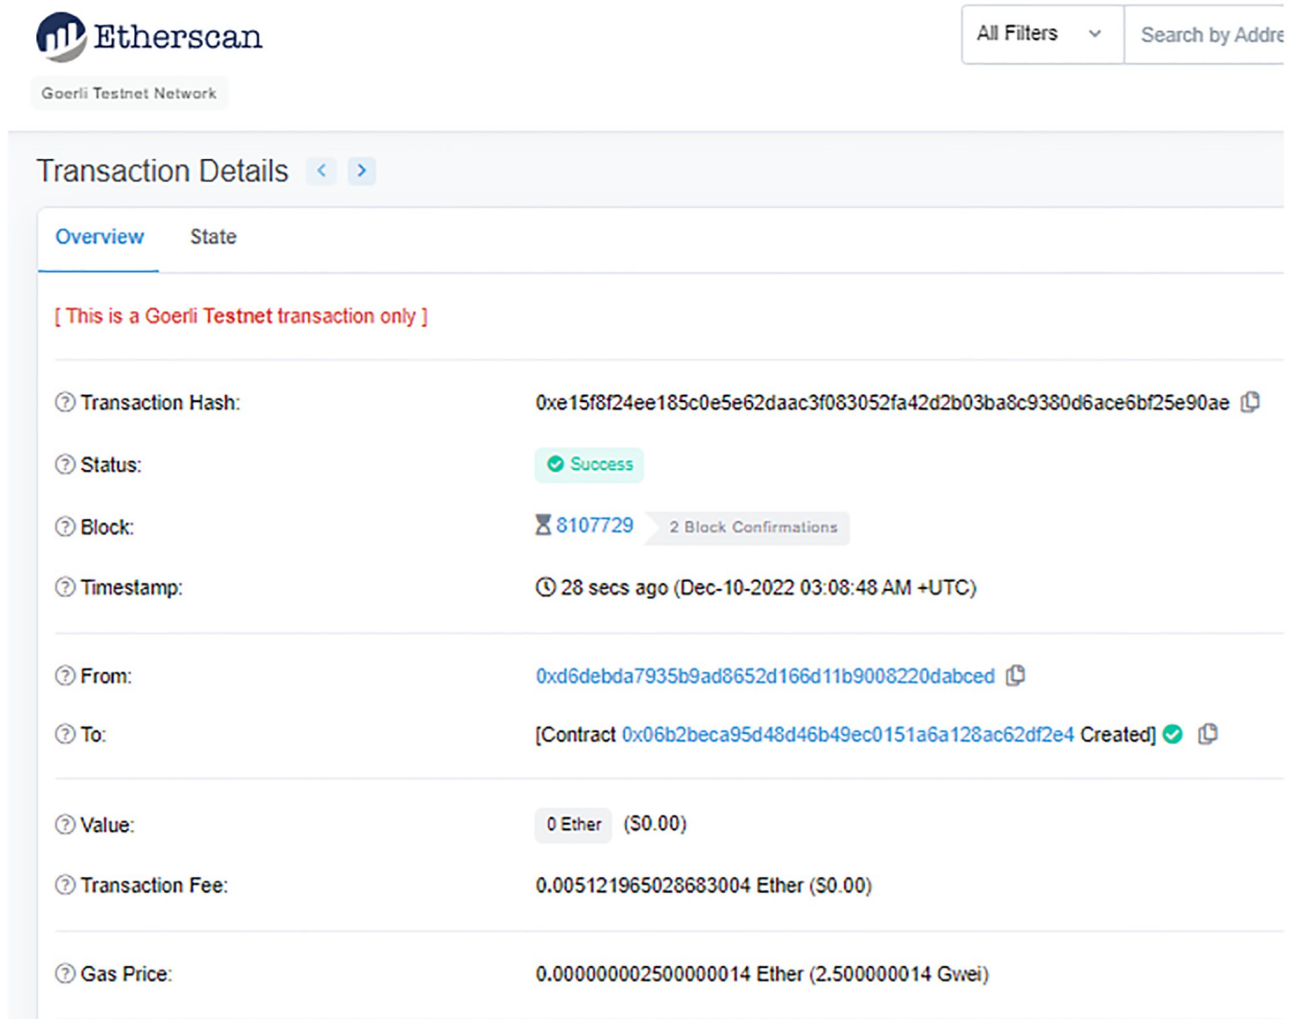 Etherscan
All Filters
Search by Addre
Goerli Testnet Network
Transaction Details
Overview State
[ This is a Goerli Testnet transaction only ]
Transaction Hash: 0xe15f8f24ee185c0e5e62daac3f083052fa42d2b03ba8c9380d6ace6bf25e90ae
Status: Success
Block: 8107729 2 Block Confirmations
Timestamp: 28 secs ago (Dec-10-2022 03:08:48 AM +UTC)
From: 0xd6debda7935b9ad8652d166d11b9008220dabced
To: [Contract 0x06b2beca95d48d46b49ec0151a6a128ac62df2e4 Created]
Value: 0 Ether ($0.00)
Transaction Fee: 0.005121965028683004 Ether ($0.00)
Gas Price: 0.000000002500000014 Ether (2.500000014 Gwei)